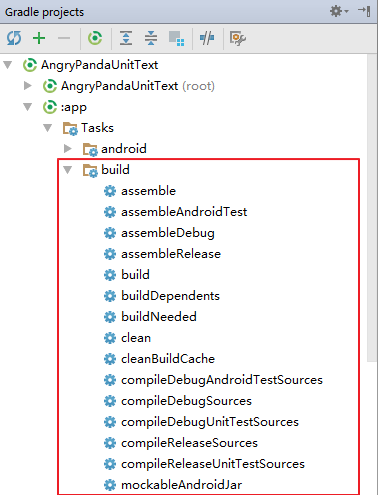 Gradle projects
AngryPandaUnitText
AngryPandaUnitText (root)
:app
Tasks
android
build
assemble
assembleAndroidTest
assembleDebug
assembleRelease
build
buildDependents
buildNeeded
clean
cleanBuildCache
compileDebugAndroidTestSources
compileDebugSources
compileDebugUnitTestSources
compileReleaseSources
compileReleaseUnitTestSources
mockableAndroidJar